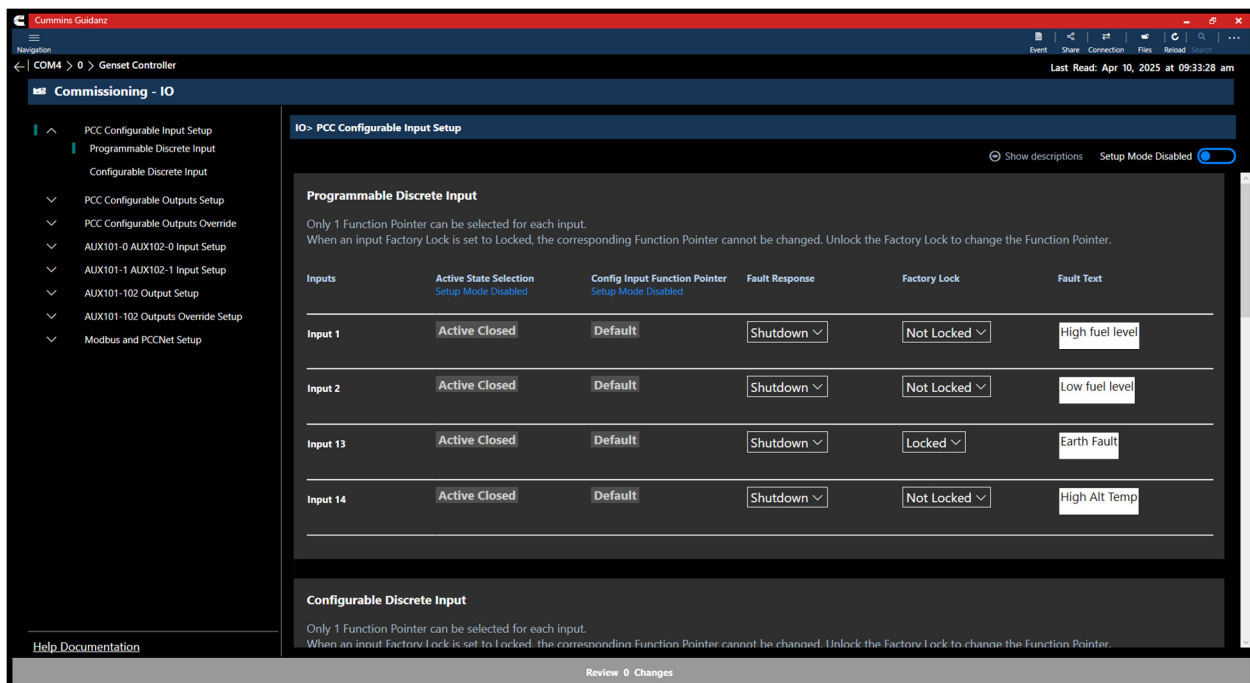 Cummins Guidanz
Navigation
Event Share Connection Files Reload Search
COM4 > 0 > Genset Controller
Last Read: Apr 10, 2025 at 09:33:28 am
Commissioning - IO
PCC Configurable Input Setup
Programmable Discrete Input
Configurable Discrete Input
PCC Configurable Outputs Setup
PCC Configurable Outputs Override
AUX101-0 AUX102-0 Input Setup
AUX101-1 AUX102-1 Input Setup
AUX101-102 Output Setup
AUX101-102 Outputs Override Setup
Modbus and PCCNet Setup
Help Documentation
IO> PCC Configurable Input Setup
Show descriptions Setup Mode Disabled
Programmable Discrete Input
Only 1 Function Pointer can be selected for each input.
When an input Factory Lock is set to Locked, the corresponding Function Pointer cannot be changed. Unlock the Factory Lock to change the Function Pointer.
Inputs Active State Selection Config Input Function Pointer Fault Response Factory Lock Fault Text
Setup Mode Disabled Setup Mode Disabled
Input 1 Active Closed Default Shutdown Not Locked High fuel level
Input 2 Active Closed Default Shutdown Not Locked Low fuel level
Input 13 Active Closed Default Shutdown Locked Earth Fault
Input 14 Active Closed Default Shutdown Not Locked High Alt Temp
Configurable Discrete Input
Only 1 Function Pointer can be selected for each input.
When an input Factory Lock is set to Locked, the corresponding Function Pointer cannot be changed. Unlock the Factory Lock to change the Function Pointer.
Review 0 Changes